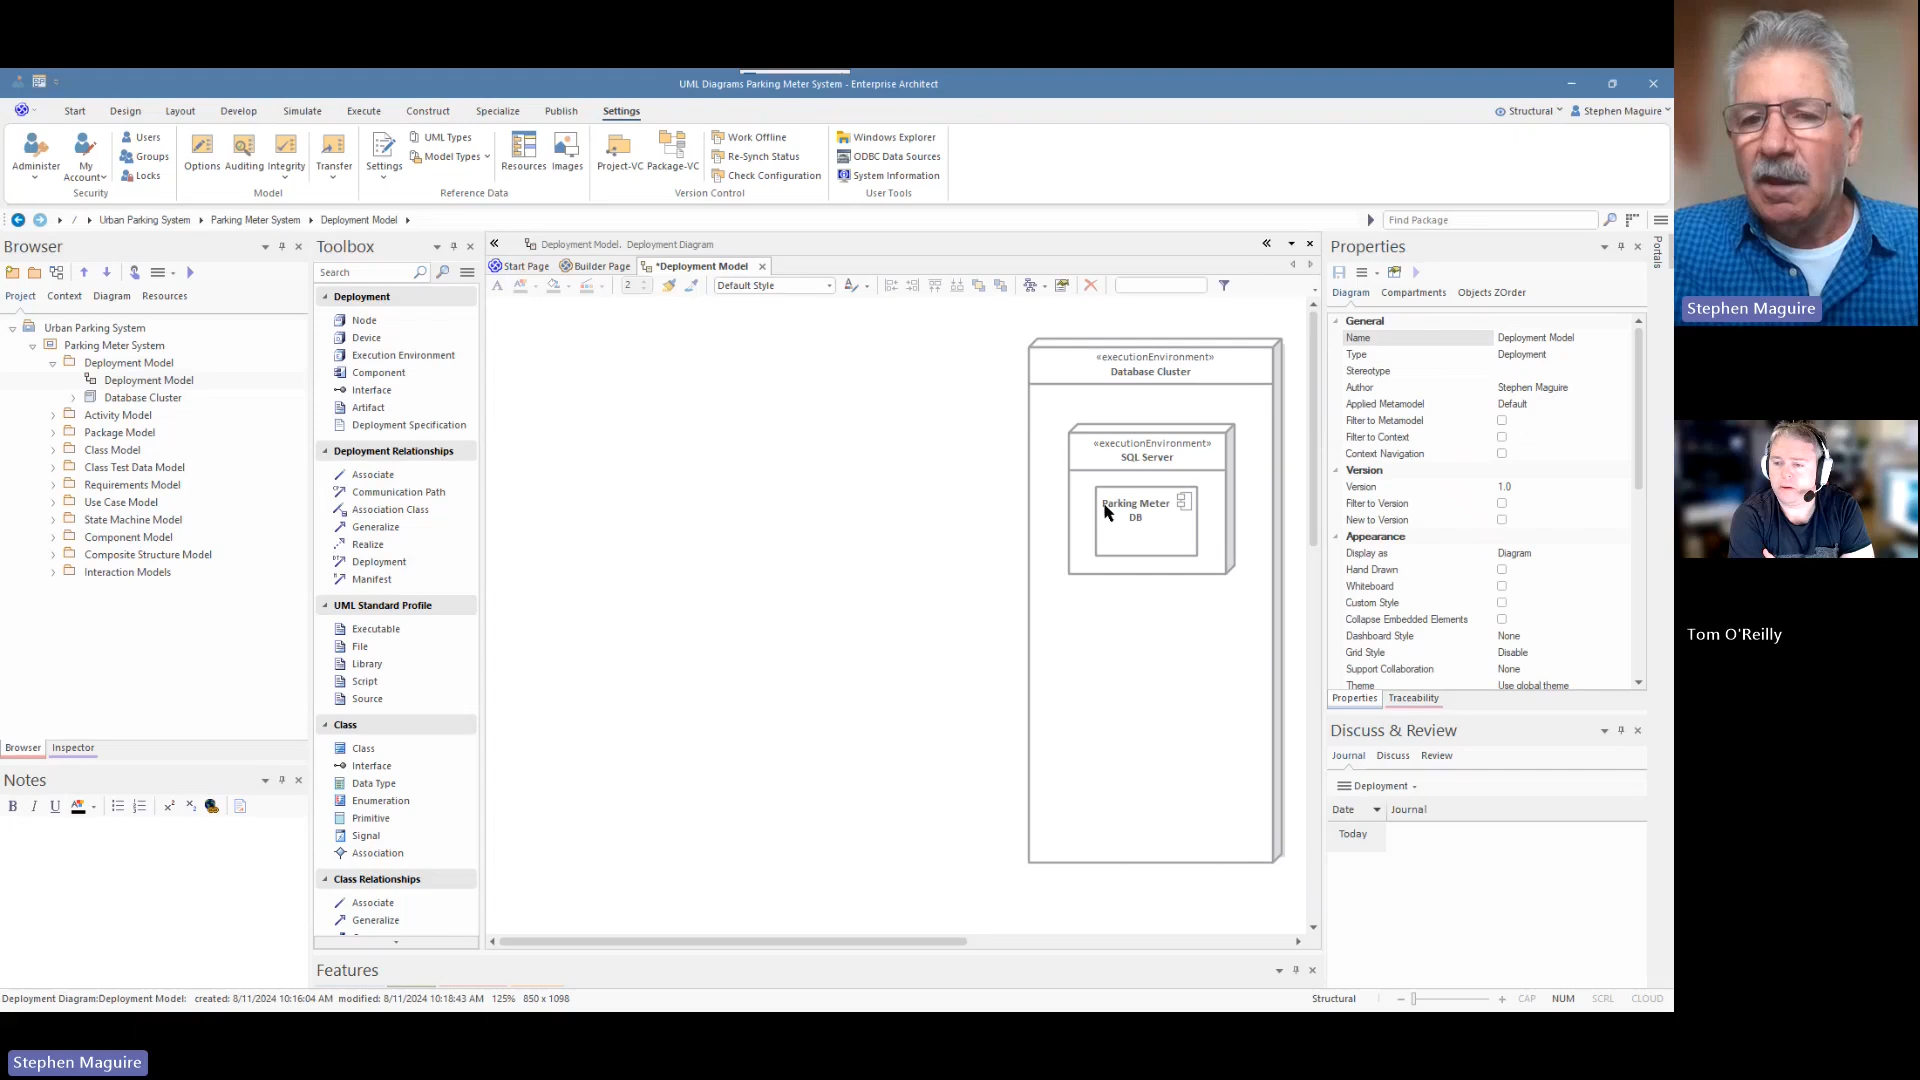 UML Diagrams Parking Meter System - Enterprise Architect
Start Design Layout Develop Simulate Execute Construct Specialize Publish Settings
Structural Stephen Maguire
Administer
My Account
Users
Groups
Locks
Security
Options Auditing Integrity
Transfer
Model
Settings
UML Types
Model Types
Resources Images
Reference Data
Project-VC Package-VC
Work Offline
Re-Synch Status
Check Configuration
Version Control
Windows Explorer
ODBC Data Sources
System Information
User Tools
/ Urban Parking System Parking Meter System Deployment Model
Find Package
Portals
Browser
Project Context Diagram Resources
Urban Parking System
Parking Meter System
Deployment Model
Deployment Model
Database Cluster
Activity Model
Package Model
Class Model
Class Test Data Model
Requirements Model
Use Case Model
State Machine Model
Component Model
Composite Structure Model
Interaction Models
Browser Inspector
Notes
B I U
Toolbox
Search
Deployment
Node
Device
Execution Environment
Component
Interface
Artifact
Deployment Specification
Deployment Relationships
Associate
Communication Path
Association Class
Generalize
Realize
Deployment
Manifest
UML Standard Profile
Executable
File
Library
Script
Source
Class
Class
Interface
Data Type
Enumeration
Primitive
Signal
Association
Class Relationships
Associate
Generalize
Deployment Model. Deployment Diagram
Start Page Builder Page *Deployment Model
2 Default Style
«executionEnvironment»
Database Cluster
«executionEnvironment»
SQL Server
Parking Meter
DB
Features
Properties
Diagram Compartments Objects ZOrder
General
Name Deployment Model
Type Deployment
Stereotype
Author Stephen Maguire
Applied Metamodel Default
Filter to Metamodel
Filter to Context
Context Navigation
Version
Version 1.0
Filter to Version
New to Version
Appearance
Display as Diagram
Hand Drawn
Whiteboard
Custom Style
Collapse Embedded Elements
Dashboard Style None
Grid Style Disable
Support Collaboration None
Theme Use global theme
Properties Traceability
Discuss & Review
Journal Discuss Review
Deployment
Date Journal
Today
Deployment Diagram:Deployment Model: created: 8/11/2024 10:16:04 AM modified: 8/11/2024 10:18:43 AM 125% 850 x 1098
Structural CAP NUM SCRL CLOUD
Stephen Maguire
Tom O'Reilly
Stephen Maguire